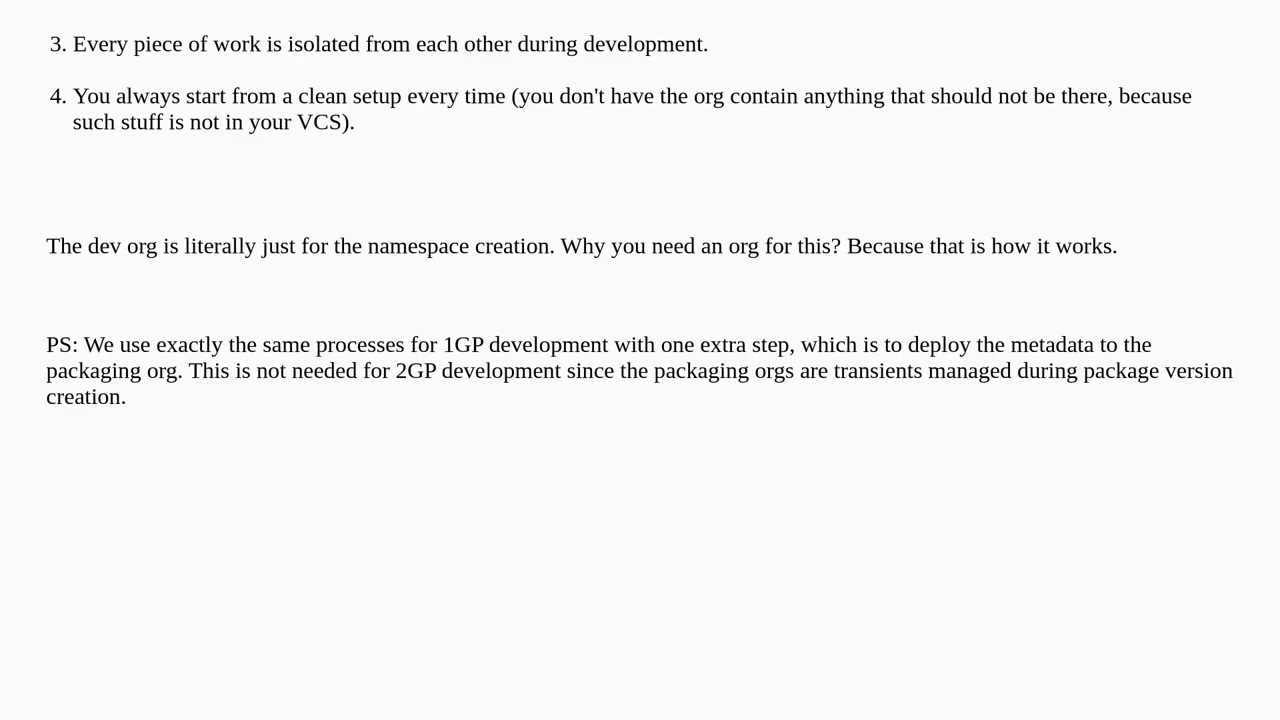 3. Every piece of work is isolated from each other during development.
4. You always start from a clean setup every time (you don't have the org contain anything that should not be there, because
such stuff is not in your VCS).
The dev org is literally just for the namespace creation. Why you need an org for this? Because that is how it works.
PS: We use exactly the same processes for 1GP development with one extra step, which is to deploy the metadata to the
packaging org. This is not needed for 2GP development since the packaging orgs are transients managed during package version
creation.